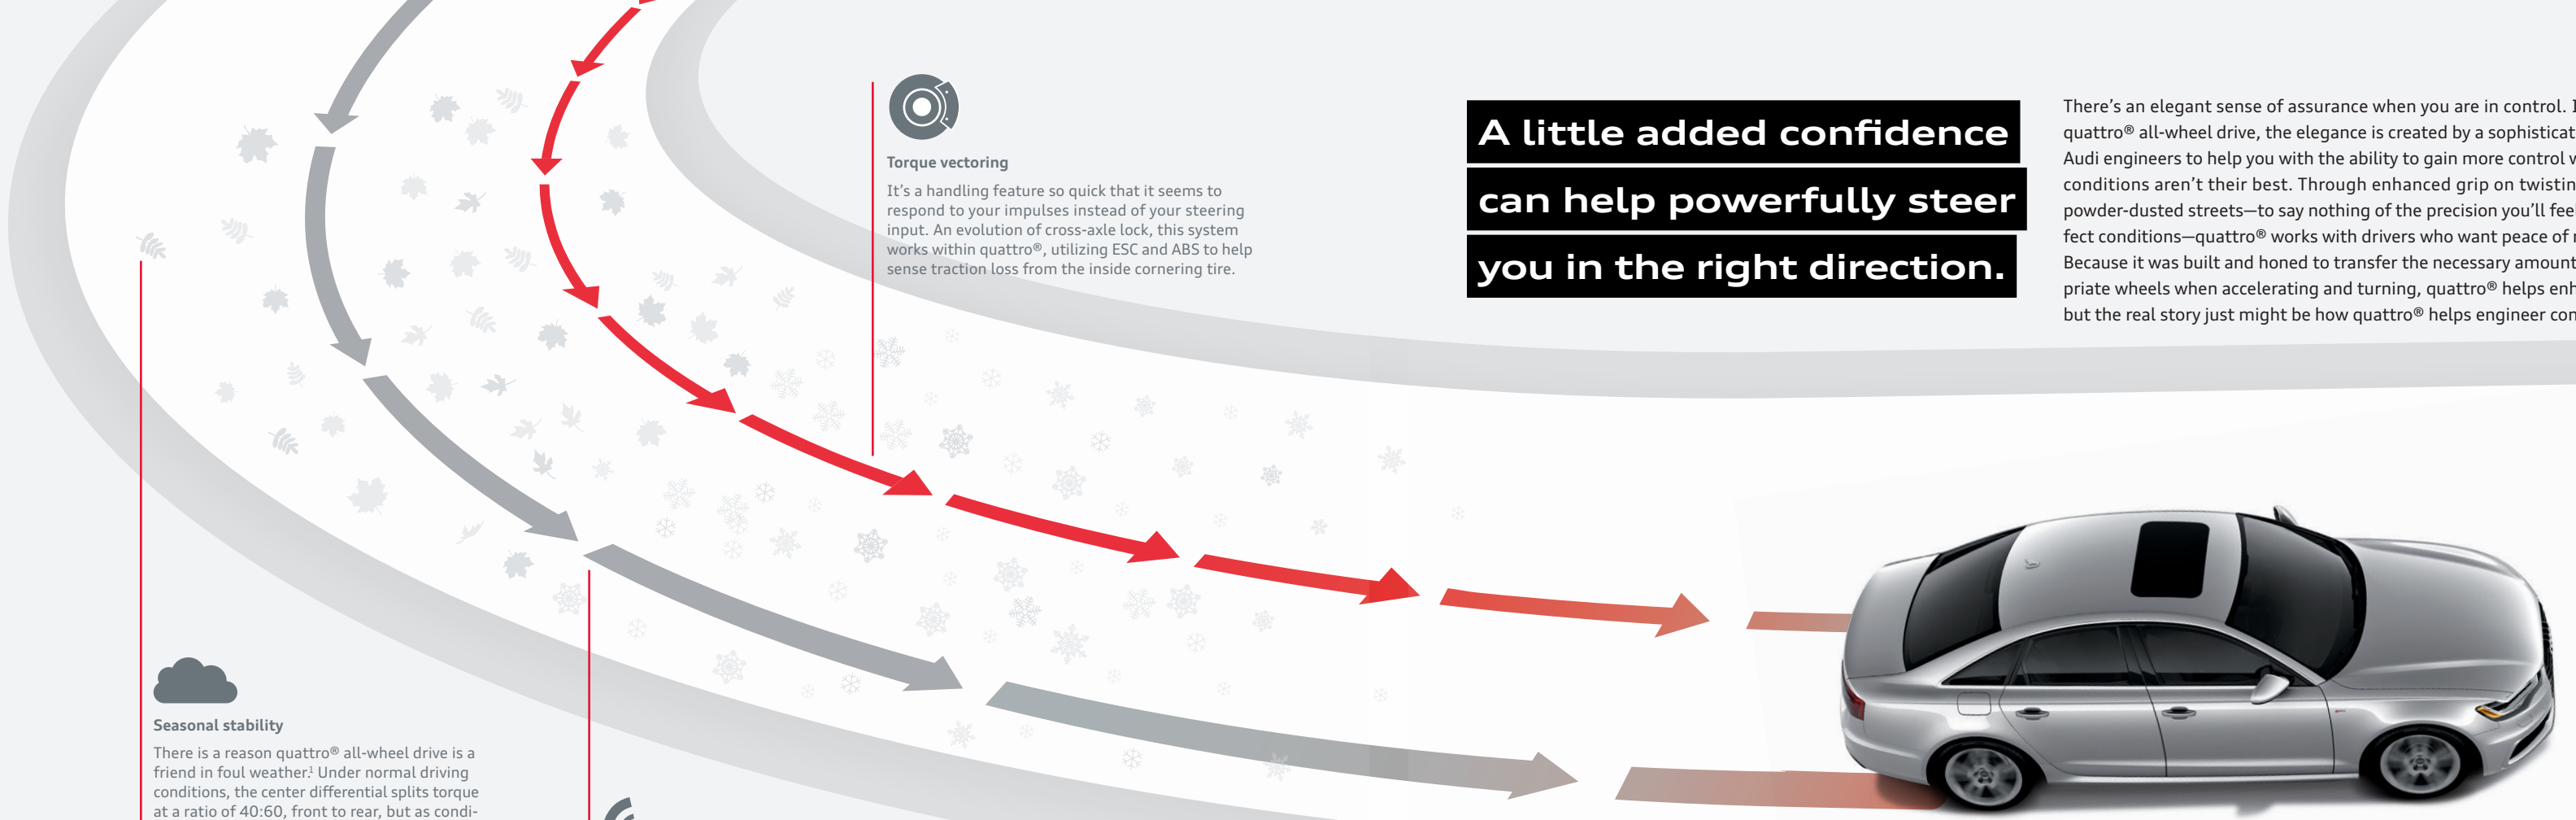 Torque vectoring
It’s a handling feature so quick that it seems to
respond to your impulses instead of your steering
input. An evolution of cross-axle lock, this system
works within quattro®, utilizing ESC and ABS to help
sense traction loss from the inside cornering tire.
A little added confidence
can help powerfully steer
you in the right direction.
There’s an elegant sense of assurance when you are in control.
quattro® all-wheel drive, the elegance is created by a
Audi engineers to help you with the ability to gain more control
conditions aren’t their best. Through enhanced grip on
powder-dusted streets—to say nothing of the precision you’ll
fect conditions—quattro® works with drivers who want peace of
Because it was built and honed to transfer the necessary
priate wheels when accelerating and turning, quattro® helps
but the real story just might be how quattro® helps engineer
Seasonal stability
There is a reason quattro® all-wheel drive is a
friend in foul weather.¹ Under normal driving
conditions, the center differential splits torque
at a ratio of 40:60, front to rear, but as condi-